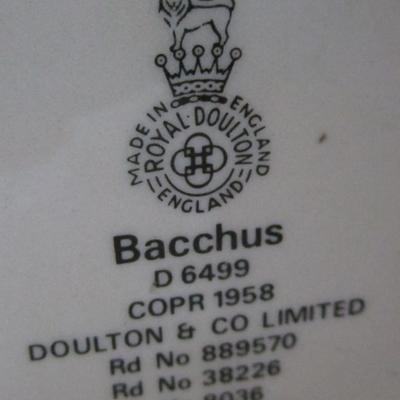 MADE IN ENGLAND
ROYAL·DOULTON
ENGLAND
Bacchus
D 6499
COPR 1958
DOULTON & CO LIMITED
Rd No 889570
Rd No 38226
8036